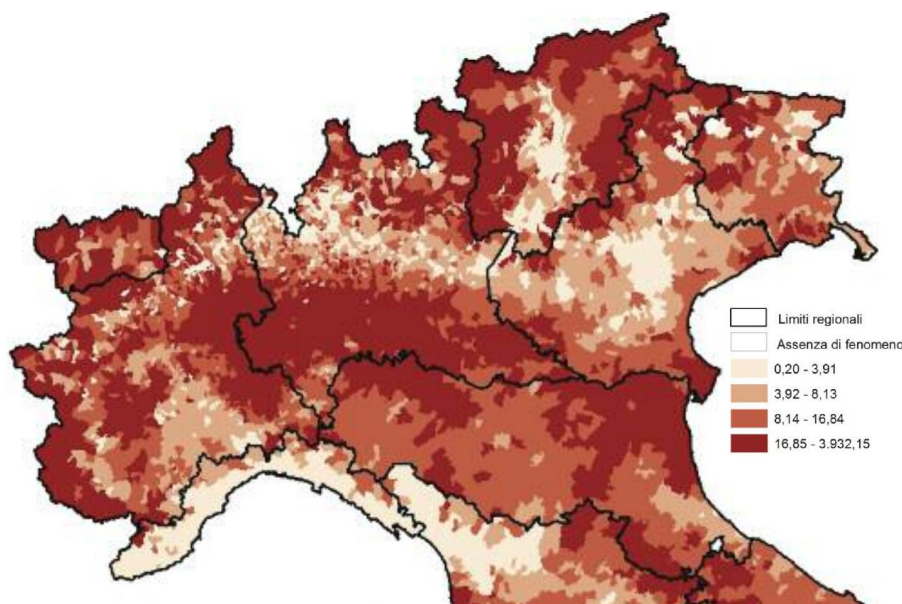 Limiti regionali
Assenza di fenomeno
0,20 - 3,91
3,92 - 8,13
8,14 - 16,84
16,85 - 3.932,15